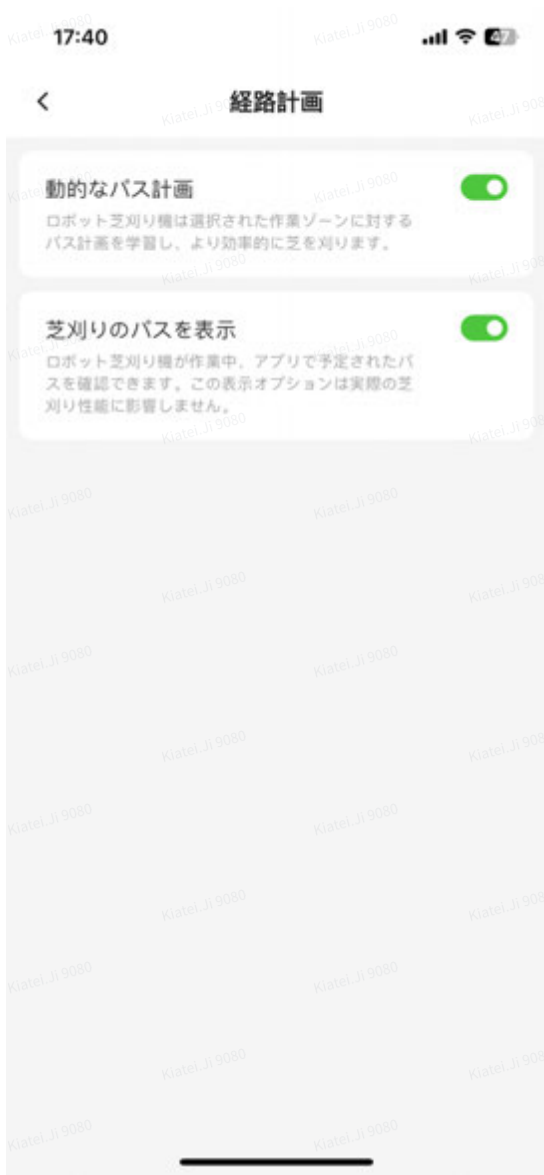 17:40
47
経路計画
動的なパス計画
ロボット芝刈り機は選択された作業ゾーンに対する
パス計画を学習し、より効率的に芝を刈ります。
芝刈りのパスを表示
ロボット芝刈り機が作業中、アプリで予定されたパ
スを確認できます。この表示オプションは実際の芝
刈り性能に影響しません。
Kiatei_Ji 9080